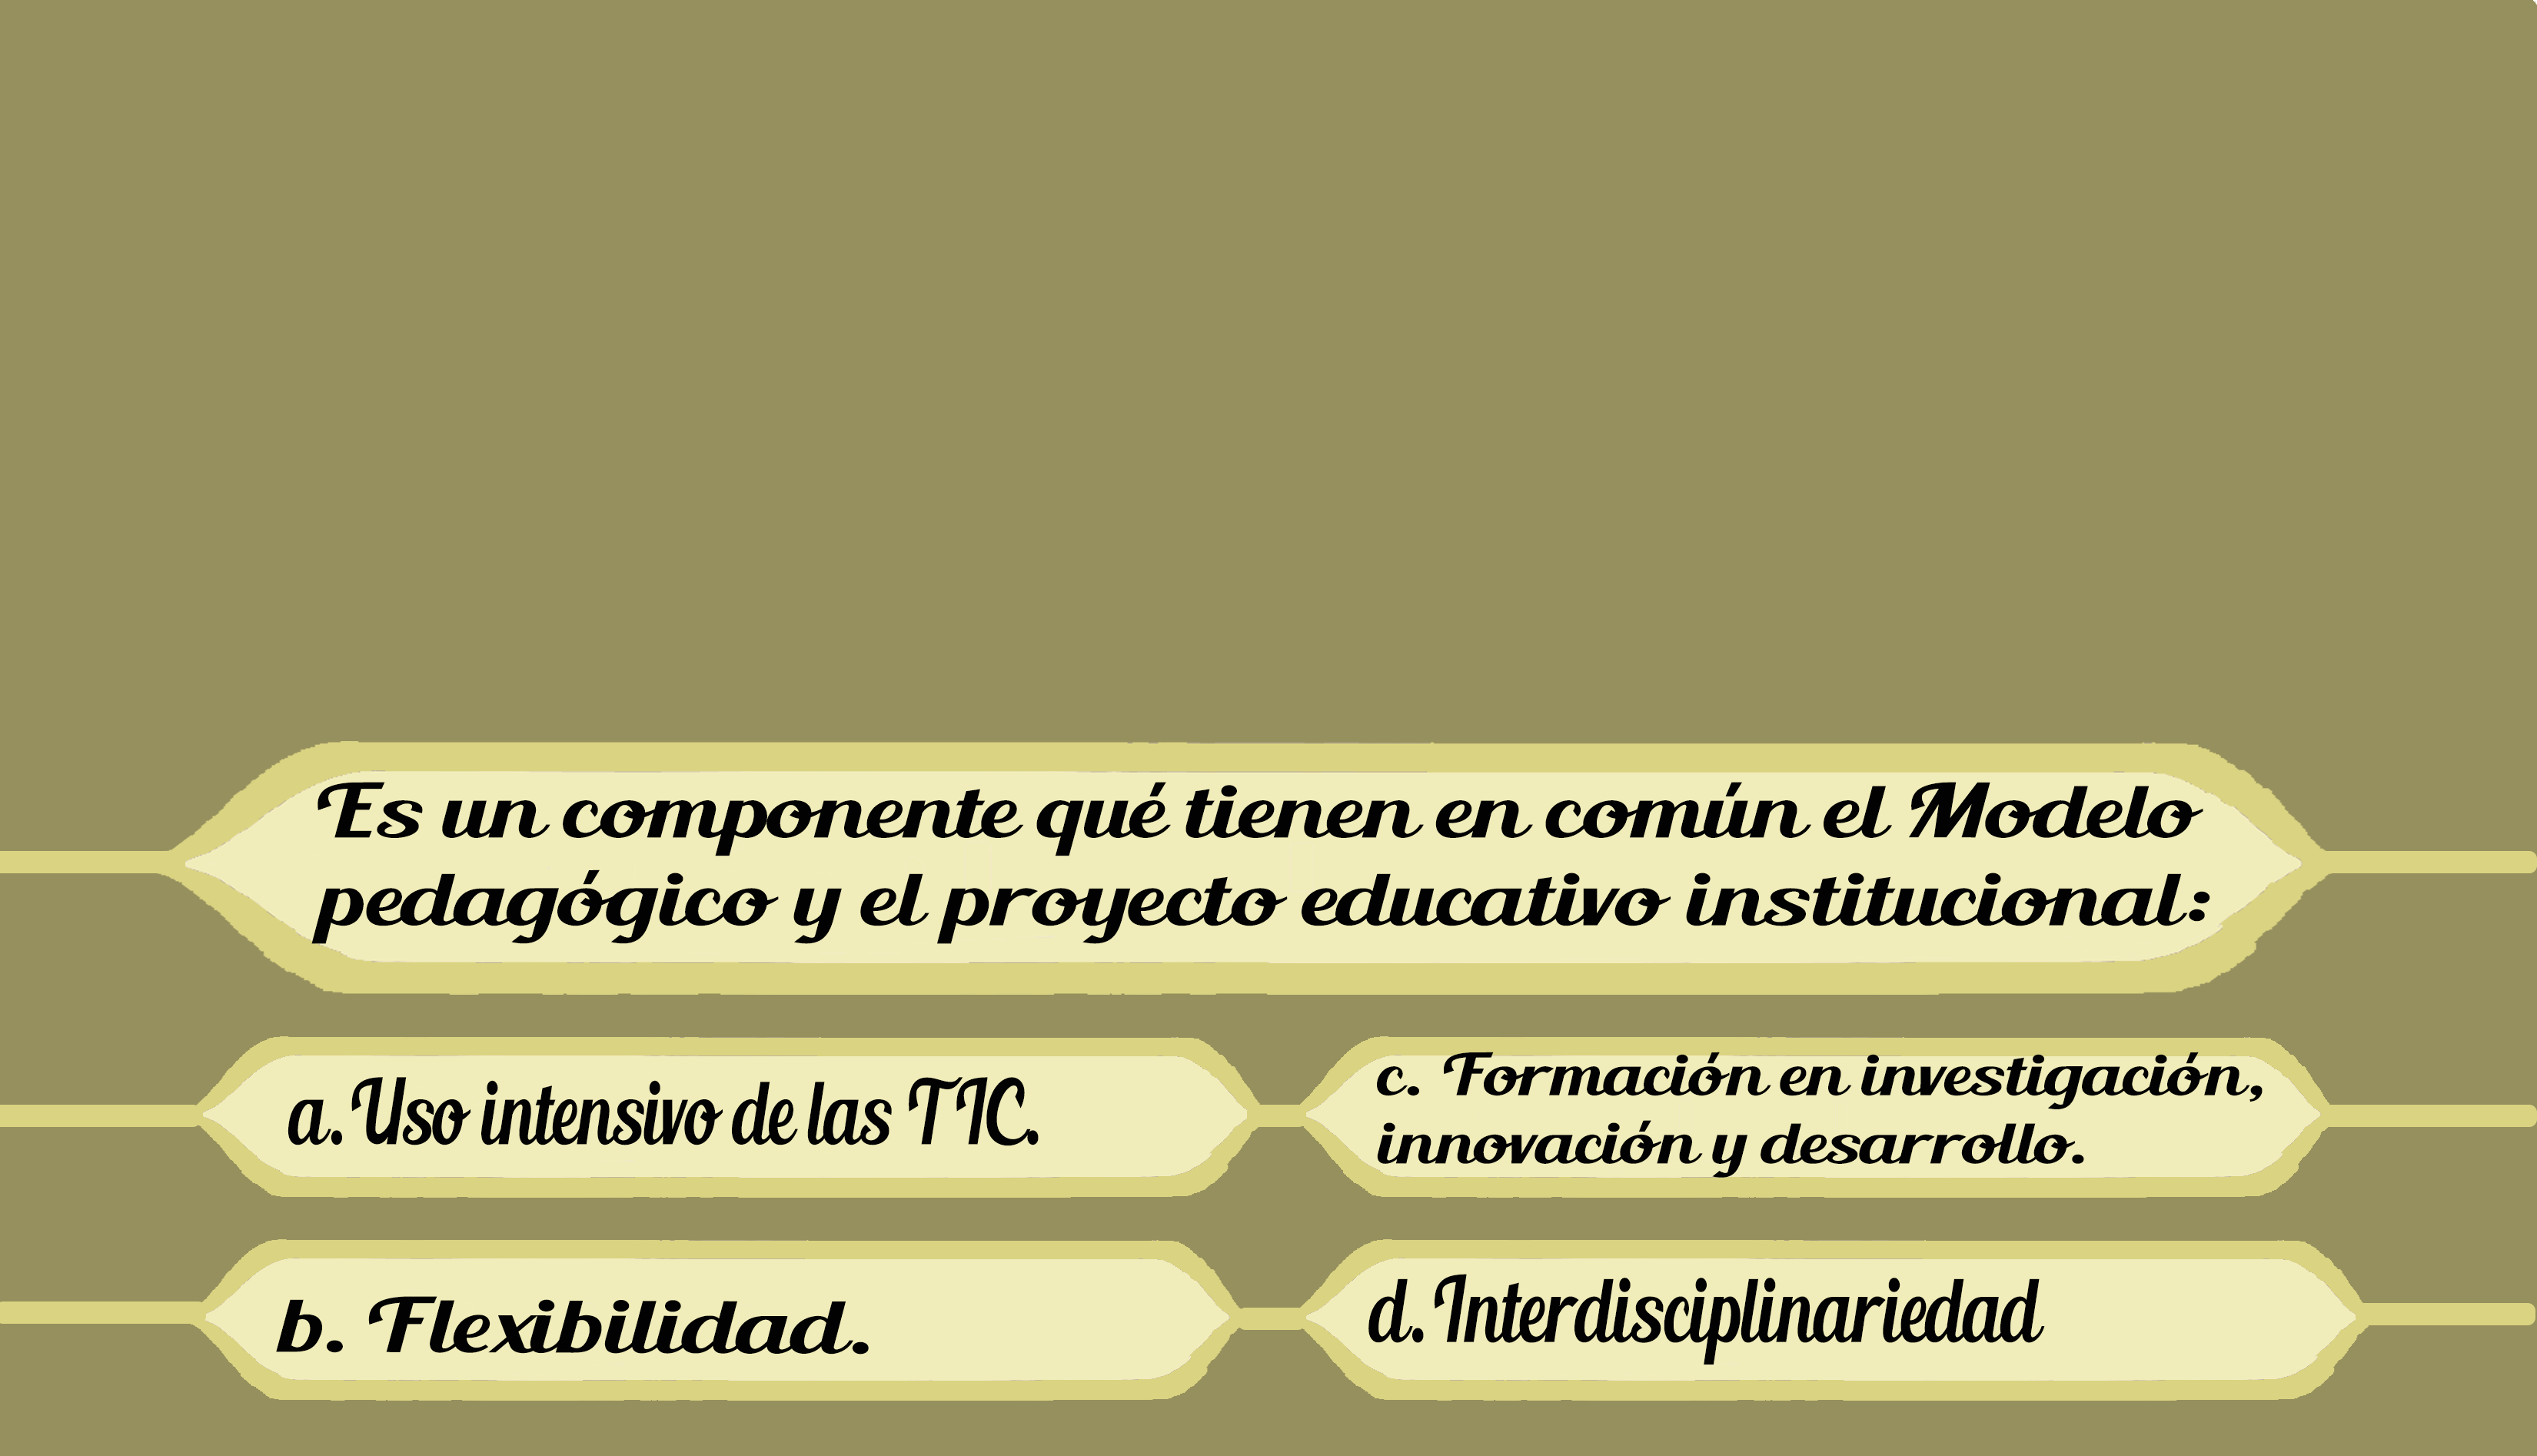 Es un componente qué tienen en común el Modelo
pedagógico y el proyecto educativo institucional:
a. Uso intensivo de las TIC.
c. Formación en investigación,
innovación y desarrollo.
b. Flexibilidad.
d. Interdisciplinariedad